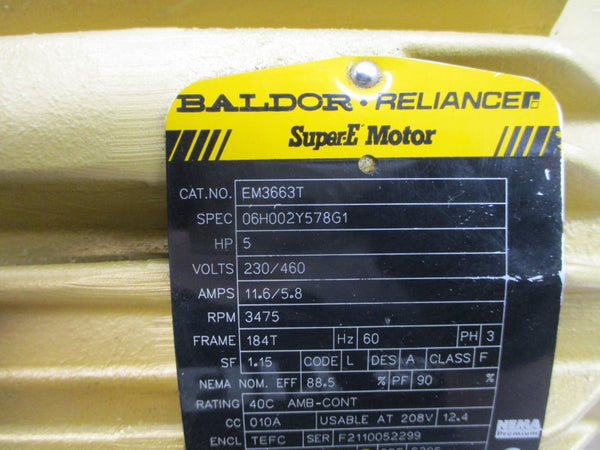 BALDOR • RELIANCE
Super-E Motor
CAT.NO. EM3663T
SPEC 06H002Y578G1
HP 5
VOLTS 230/460
AMPS 11.6/5.8
RPM 3475
FRAME 184T Hz 60 PH 3
SF 1.15 CODE L DES A CLASS F
NEMA NOM. EFF 88.5 % PF 90 %
RATING 40C AMB-CONT
CC 010A USABLE AT 208V 12.4
NEMA
Premium
ENCL TEFC SER F2110052299